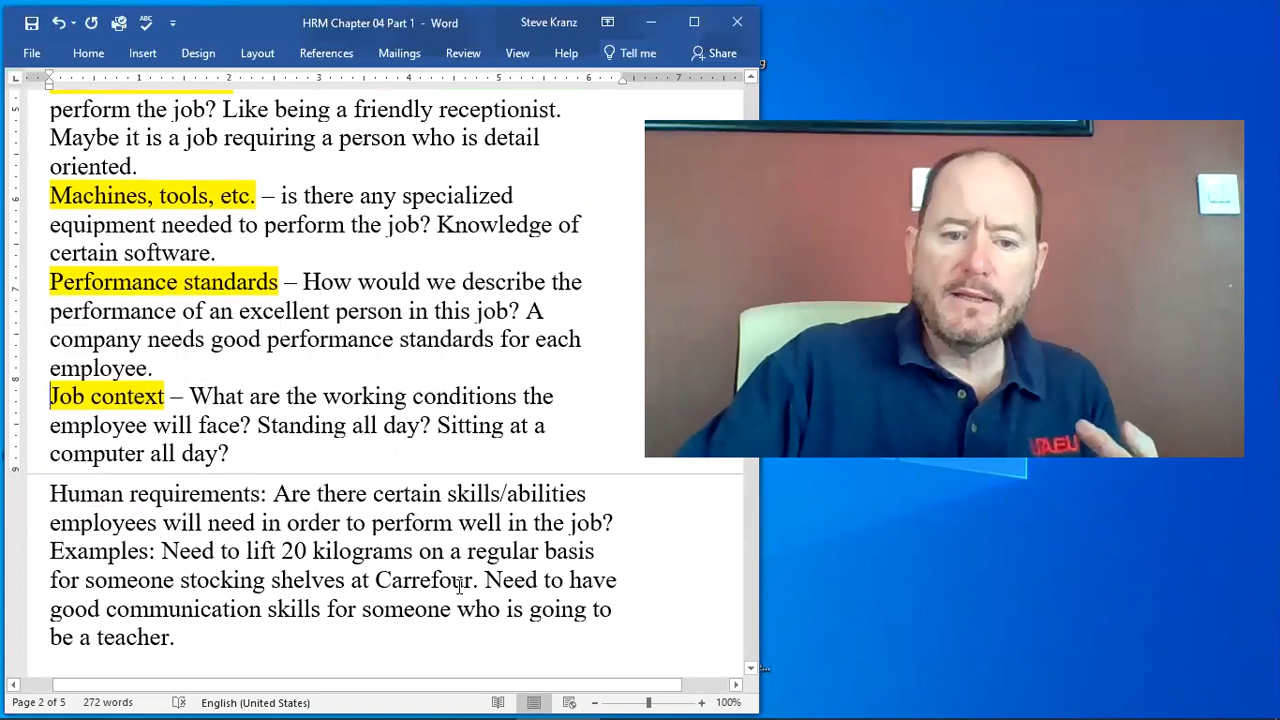 HRM Chapter 04 Part 1 - Word
Steve Kranz
File Home Insert Design Layout References Mailings Review View Help Tell me Share
1 2 3 4 5 6 7
perform the job? Like being a friendly receptionist.
Maybe it is a job requiring a person who is detail
oriented.
Machines, tools, etc. – is there any specialized
equipment needed to perform the job? Knowledge of
certain software.
Performance standards – How would we describe the
performance of an excellent person in this job? A
company needs good performance standards for each
employee.
Job context – What are the working conditions the
employee will face? Standing all day? Sitting at a
computer all day?
Human requirements: Are there certain skills/abilities
employees will need in order to perform well in the job?
Examples: Need to lift 20 kilograms on a regular basis
for someone stocking shelves at Carrefour. Need to have
good communication skills for someone who is going to
be a teacher.
Page 2 of 5 272 words English (United States) 100%